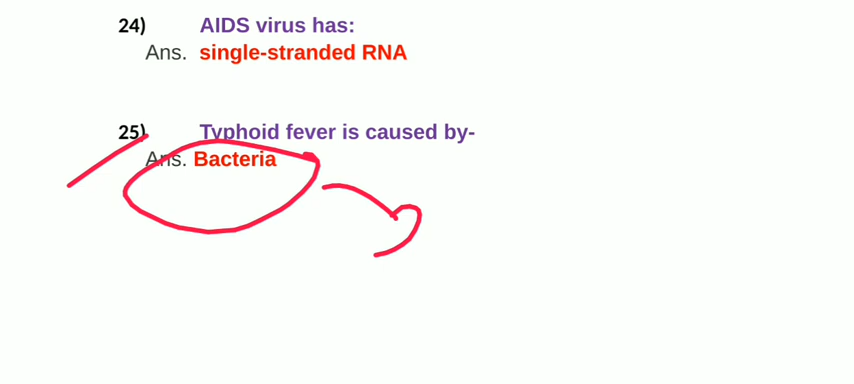 24) AIDS virus has:
Ans. single-stranded RNA
25) Typhoid fever is caused by-
Ans. Bacteria